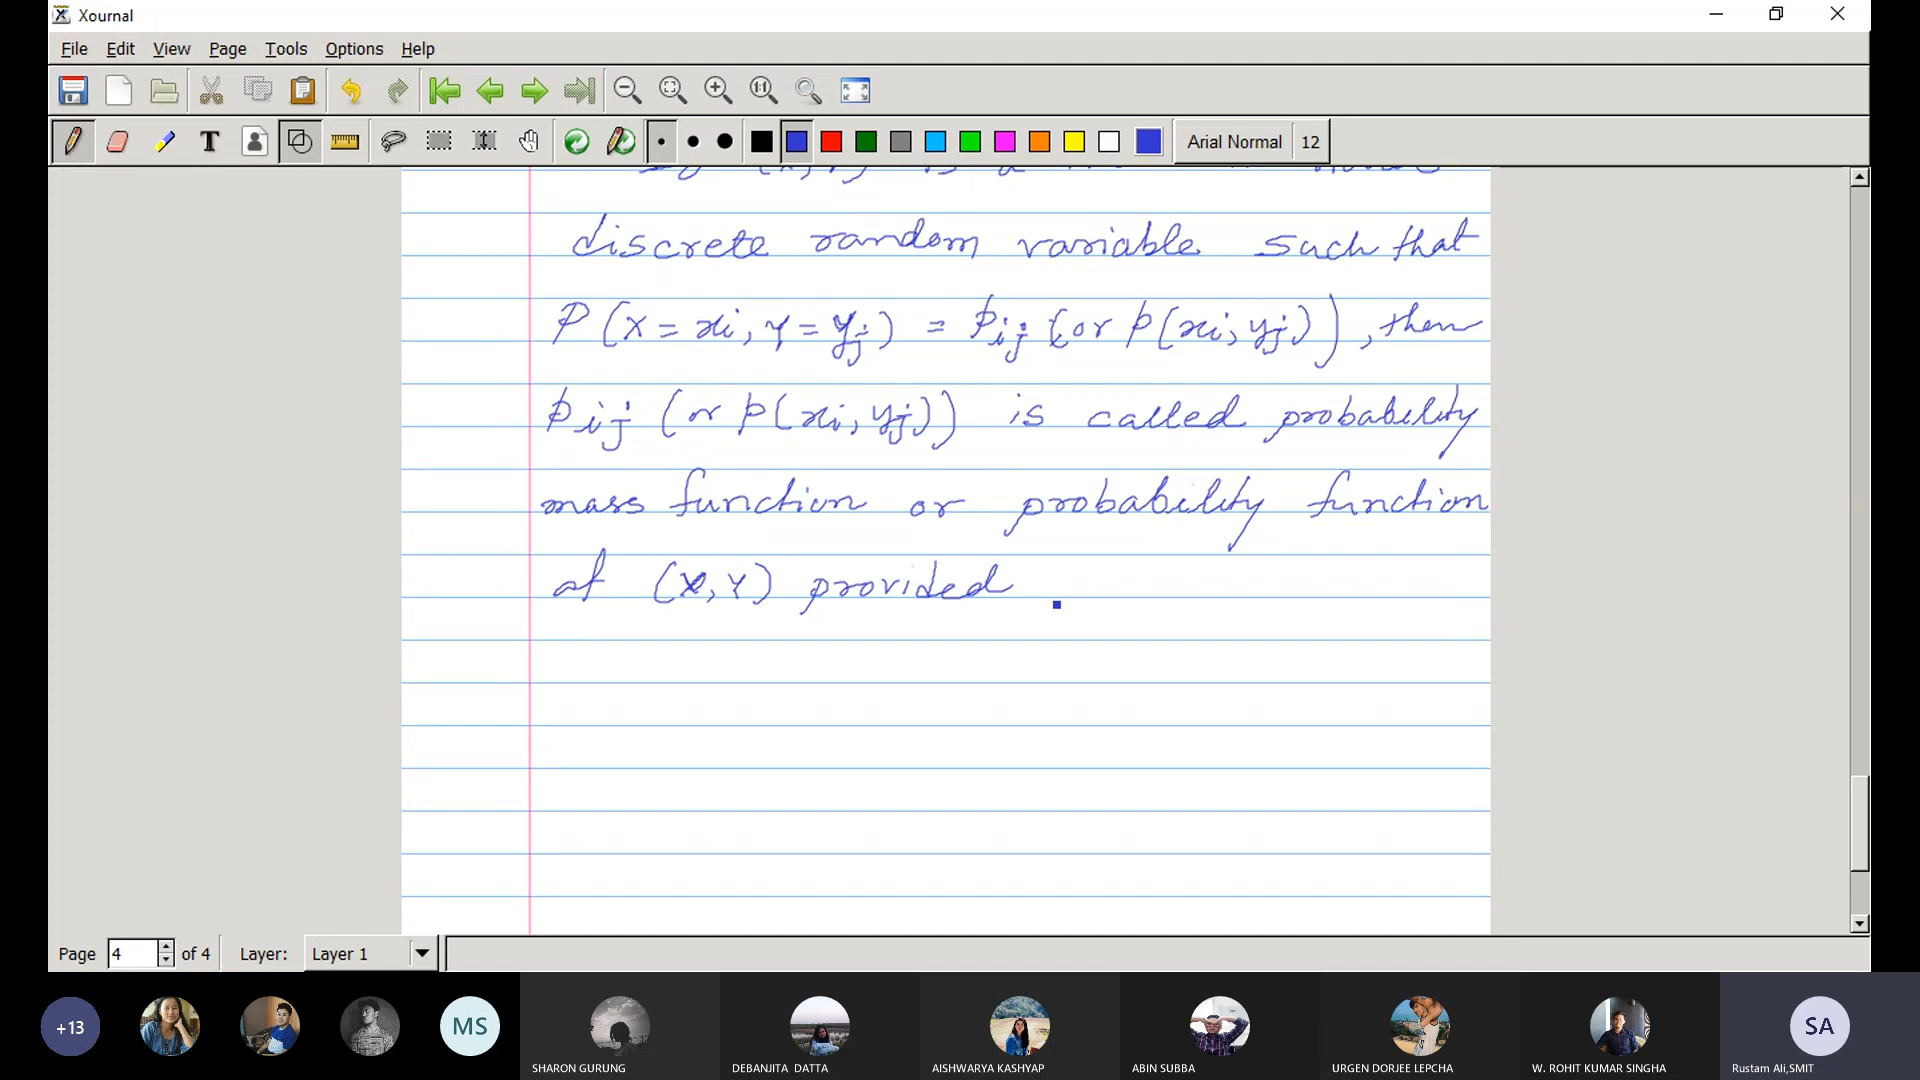 Xournal
File Edit View Page Tools Options Help
Arial Normal 12
discrete random variable such that
P(X=xi, Y=yj) = pij (or p(xi, yj)), then
pij (or p(xi, yj)) is called probability
mass function or probability function
of (X, Y) provided
Page 4 of 4 Layer: Layer 1
+13 MS SA
SHARON GURUNG DEBANJITA DATTA AISHWARYA KASHYAP ABIN SUBBA URGEN DORJEE LEPCHA W. ROHIT KUMAR SINGHA Rustam Ali,SMIT